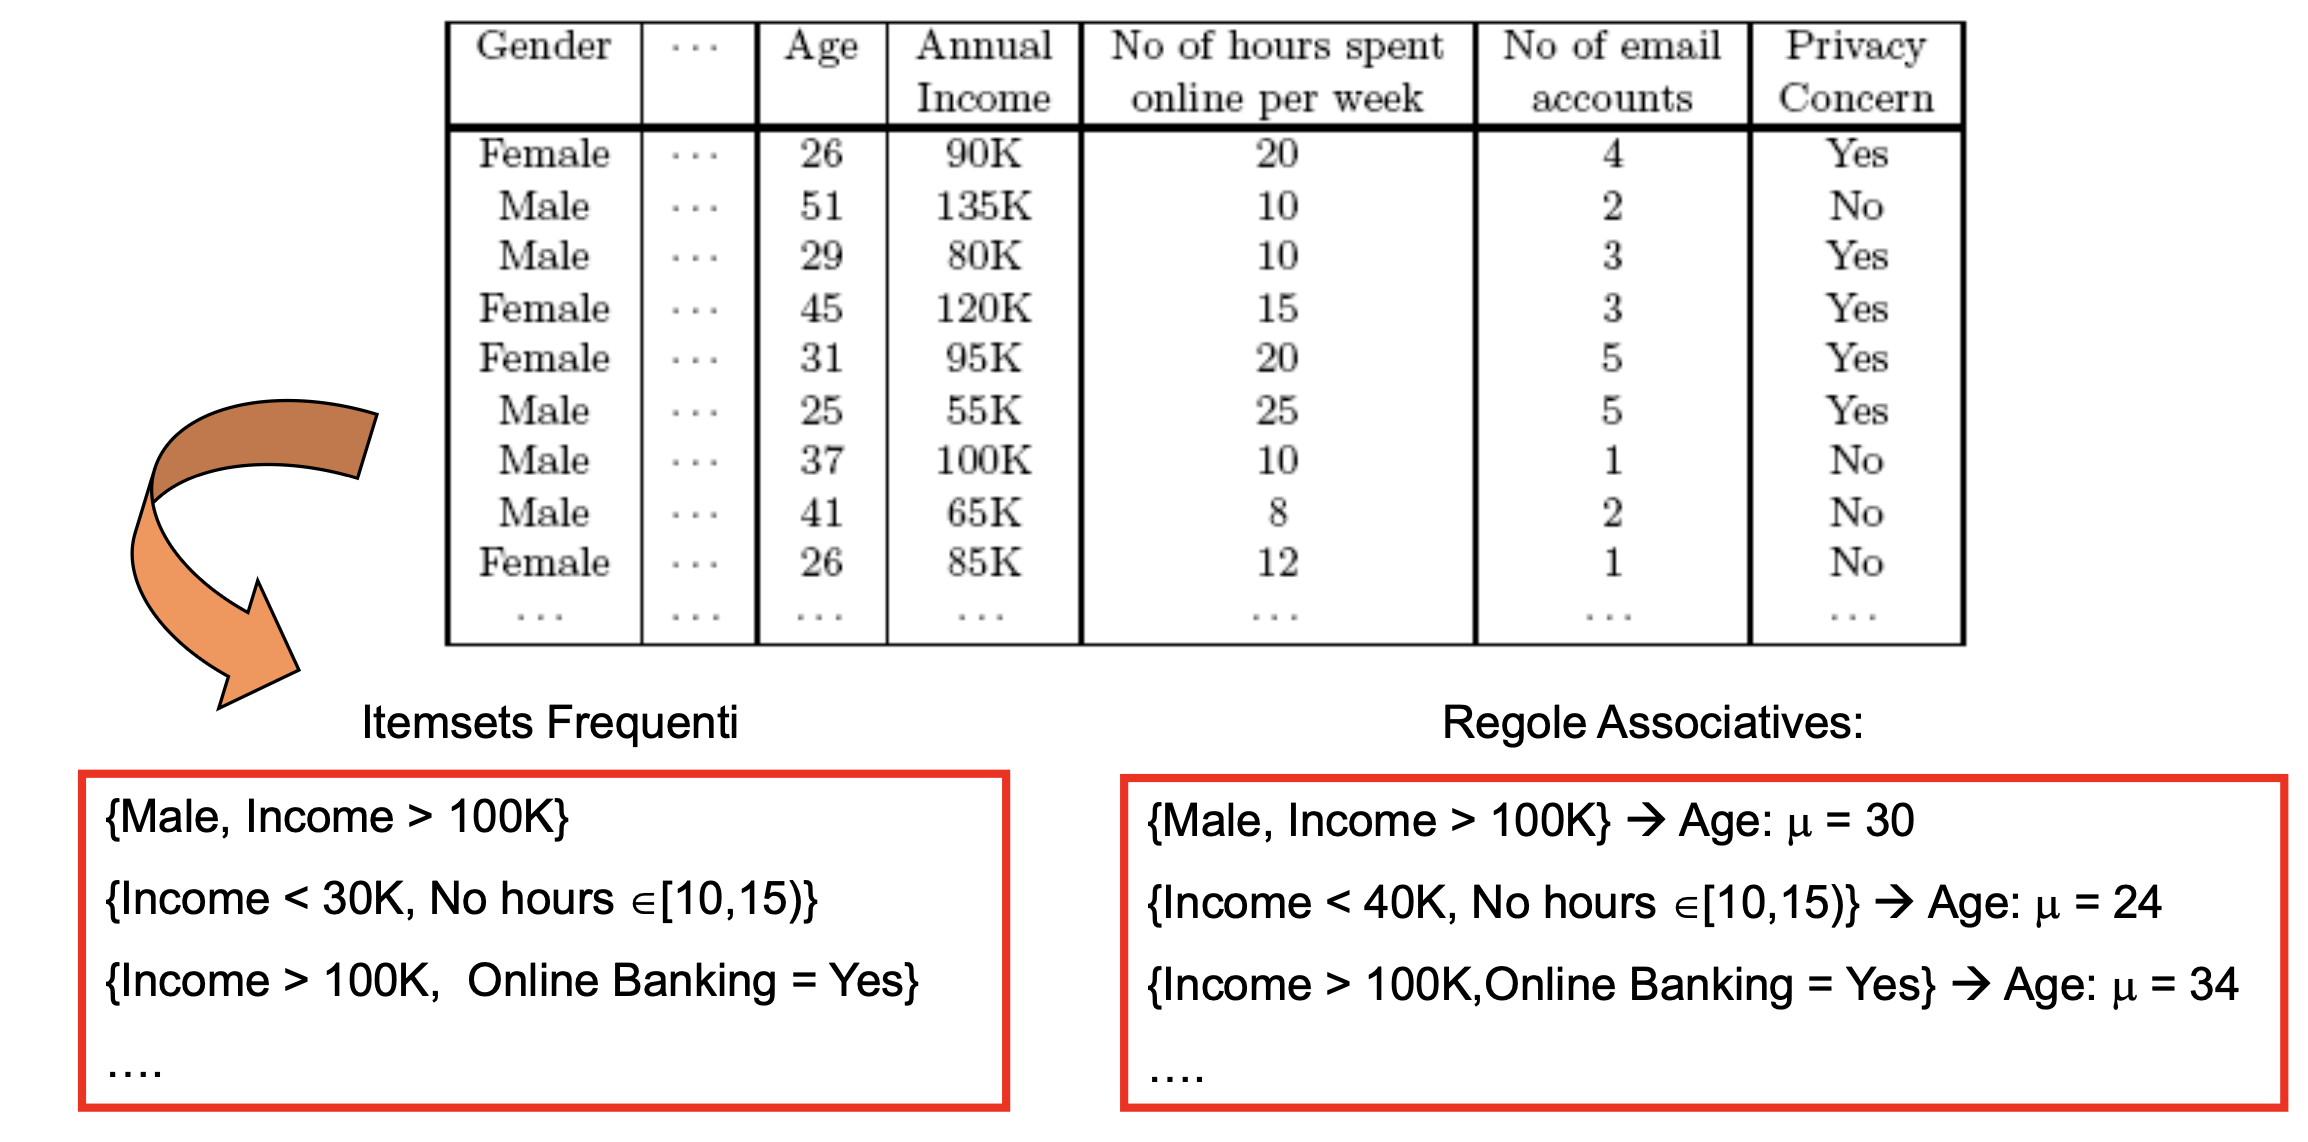 Gender ... Age Annual Income No of hours spent online per week No of email accounts Privacy Concern
Female ... 26 90K 20 4 Yes
Male ... 51 135K 10 2 No
Male ... 29 80K 10 3 Yes
Female ... 45 120K 15 3 Yes
Female ... 31 95K 20 5 Yes
Male ... 25 55K 25 5 Yes
Male ... 37 100K 10 1 No
Male ... 41 65K 8 2 No
Female ... 26 85K 12 1 No
... ... ... ... ... ... ...
Itemsets Frequenti
{Male, Income > 100K}
{Income < 30K, No hours ∈[10,15)}
{Income > 100K, Online Banking = Yes}
....
Regole Associatives:
{Male, Income > 100K} → Age: μ = 30
{Income < 40K, No hours ∈[10,15)} → Age: μ = 24
{Income > 100K,Online Banking = Yes} → Age: μ = 34
....